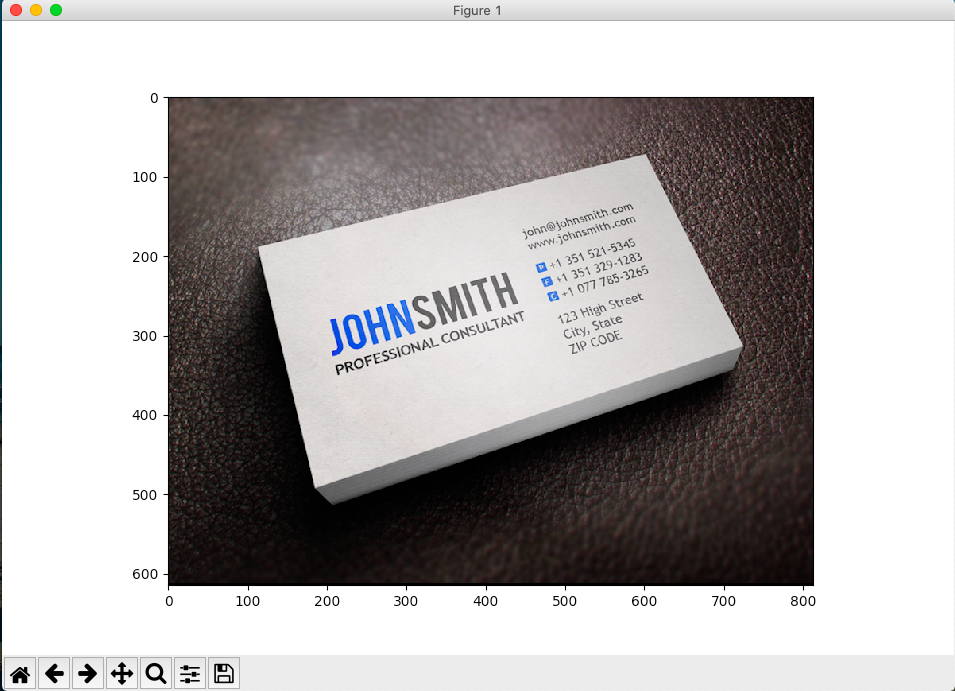 Figure 1
0
100
200
300
400
500
600
0 100 200 300 400 500 600 700 800
john@johnsmith.com
www.johnsmith.com
P +1 351 521-5345
F +1 351 329-1283
C +1 077 785-3265
123 High Street
City, State
ZIP CODE
JOHNSMITH
PROFESSIONAL CONSULTANT